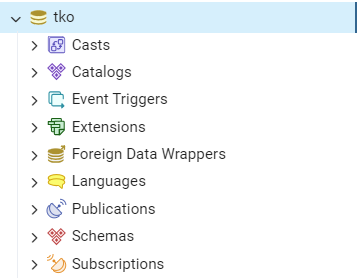 tko
Casts
Catalogs
Event Triggers
Extensions
Foreign Data Wrappers
Languages
Publications
Schemas
Subscriptions